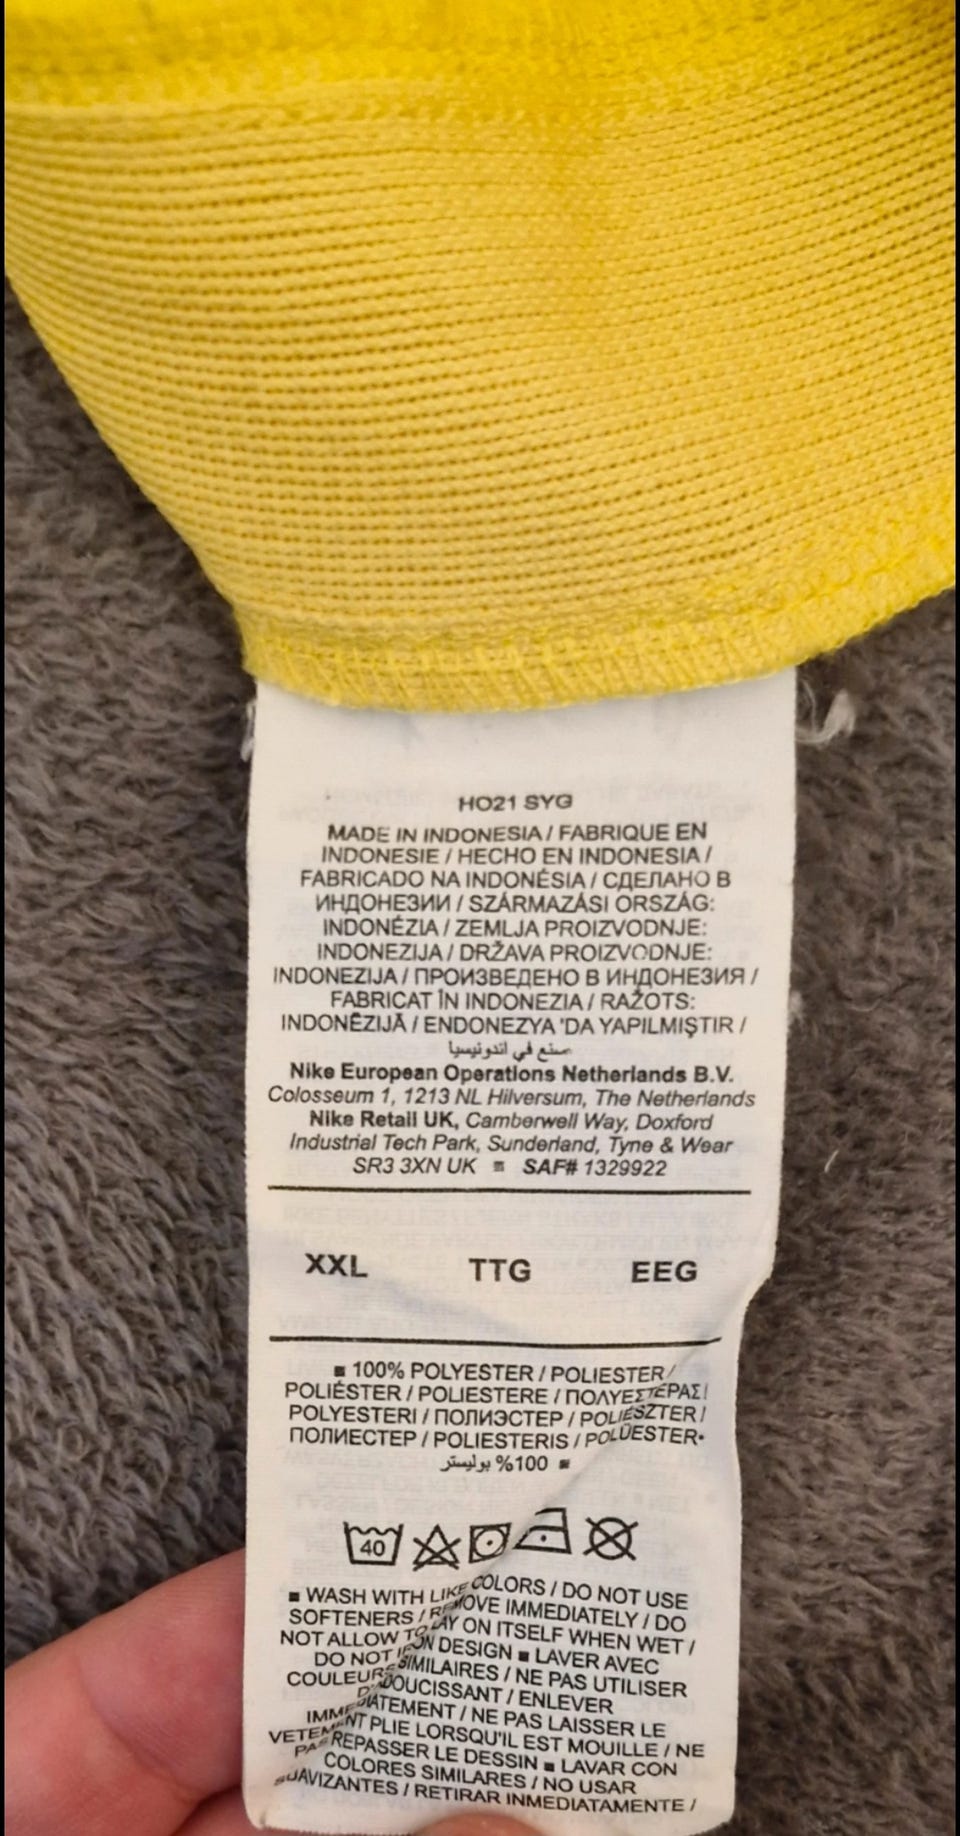 HO21 SYG
MADE IN INDONESIA / FABRIQUE EN
INDONESIE / HECHO EN INDONESIA /
FABRICADO NA INDONÉSIA / СДЕЛАНО В
ИНДОНЕЗИИ / SZÁRMAZÁSI ORSZÁG:
INDONÉZIA / ZEMLJA PROIZVODNJE:
INDONEZIJA / DRŽAVA PROIZVODNJE:
INDONEZIJA / ПРОИЗВЕДЕНО В ИНДОНЕЗИЯ /
FABRICAT ÎN INDONEZIA / RAŽOTS:
INDONĒZIJĀ / ENDONEZYA 'DA YAPILMIŞTIR /
صنع في اندونيسيا
Nike European Operations Netherlands B.V.
Colosseum 1, 1213 NL Hilversum, The Netherlands
Nike Retail UK, Camberwell Way, Doxford
Industrial Tech Park, Sunderland, Tyne & Wear
SR3 3XN UK ■ SAF# 1329922
XXL TTG EEG
■ 100% POLYESTER / POLIESTER /
POLIÉSTER / POLIESTERE / ΠΟΛΥΕΣΤΕΡΑΣ /
POLYESTERI / ПОЛИЭСТЕР / POLIÉSZTER /
ПОЛИЕСТЕР / POLIESTERIS / POLÜESTER•
100% بوليستر ■
40
■ WASH WITH LIKE COLORS / DO NOT USE
SOFTENERS / REMOVE IMMEDIATELY / DO
NOT ALLOW TO LAY ON ITSELF WHEN WET /
DO NOT IRON DESIGN ■ LAVER AVEC
COULEURS SIMILAIRES / NE PAS UTILISER
D'ADOUCISSANT / ENLEVER
IMMEDIATEMENT / NE PAS LAISSER LE
VETEMENT PLIE LORSQU'IL EST MOUILLE / NE
PAS REPASSER LE DESSIN ■ LAVAR CON
COLORES SIMILARES / NO USAR
SUAVIZANTES / RETIRAR INMEDIATAMENTE /